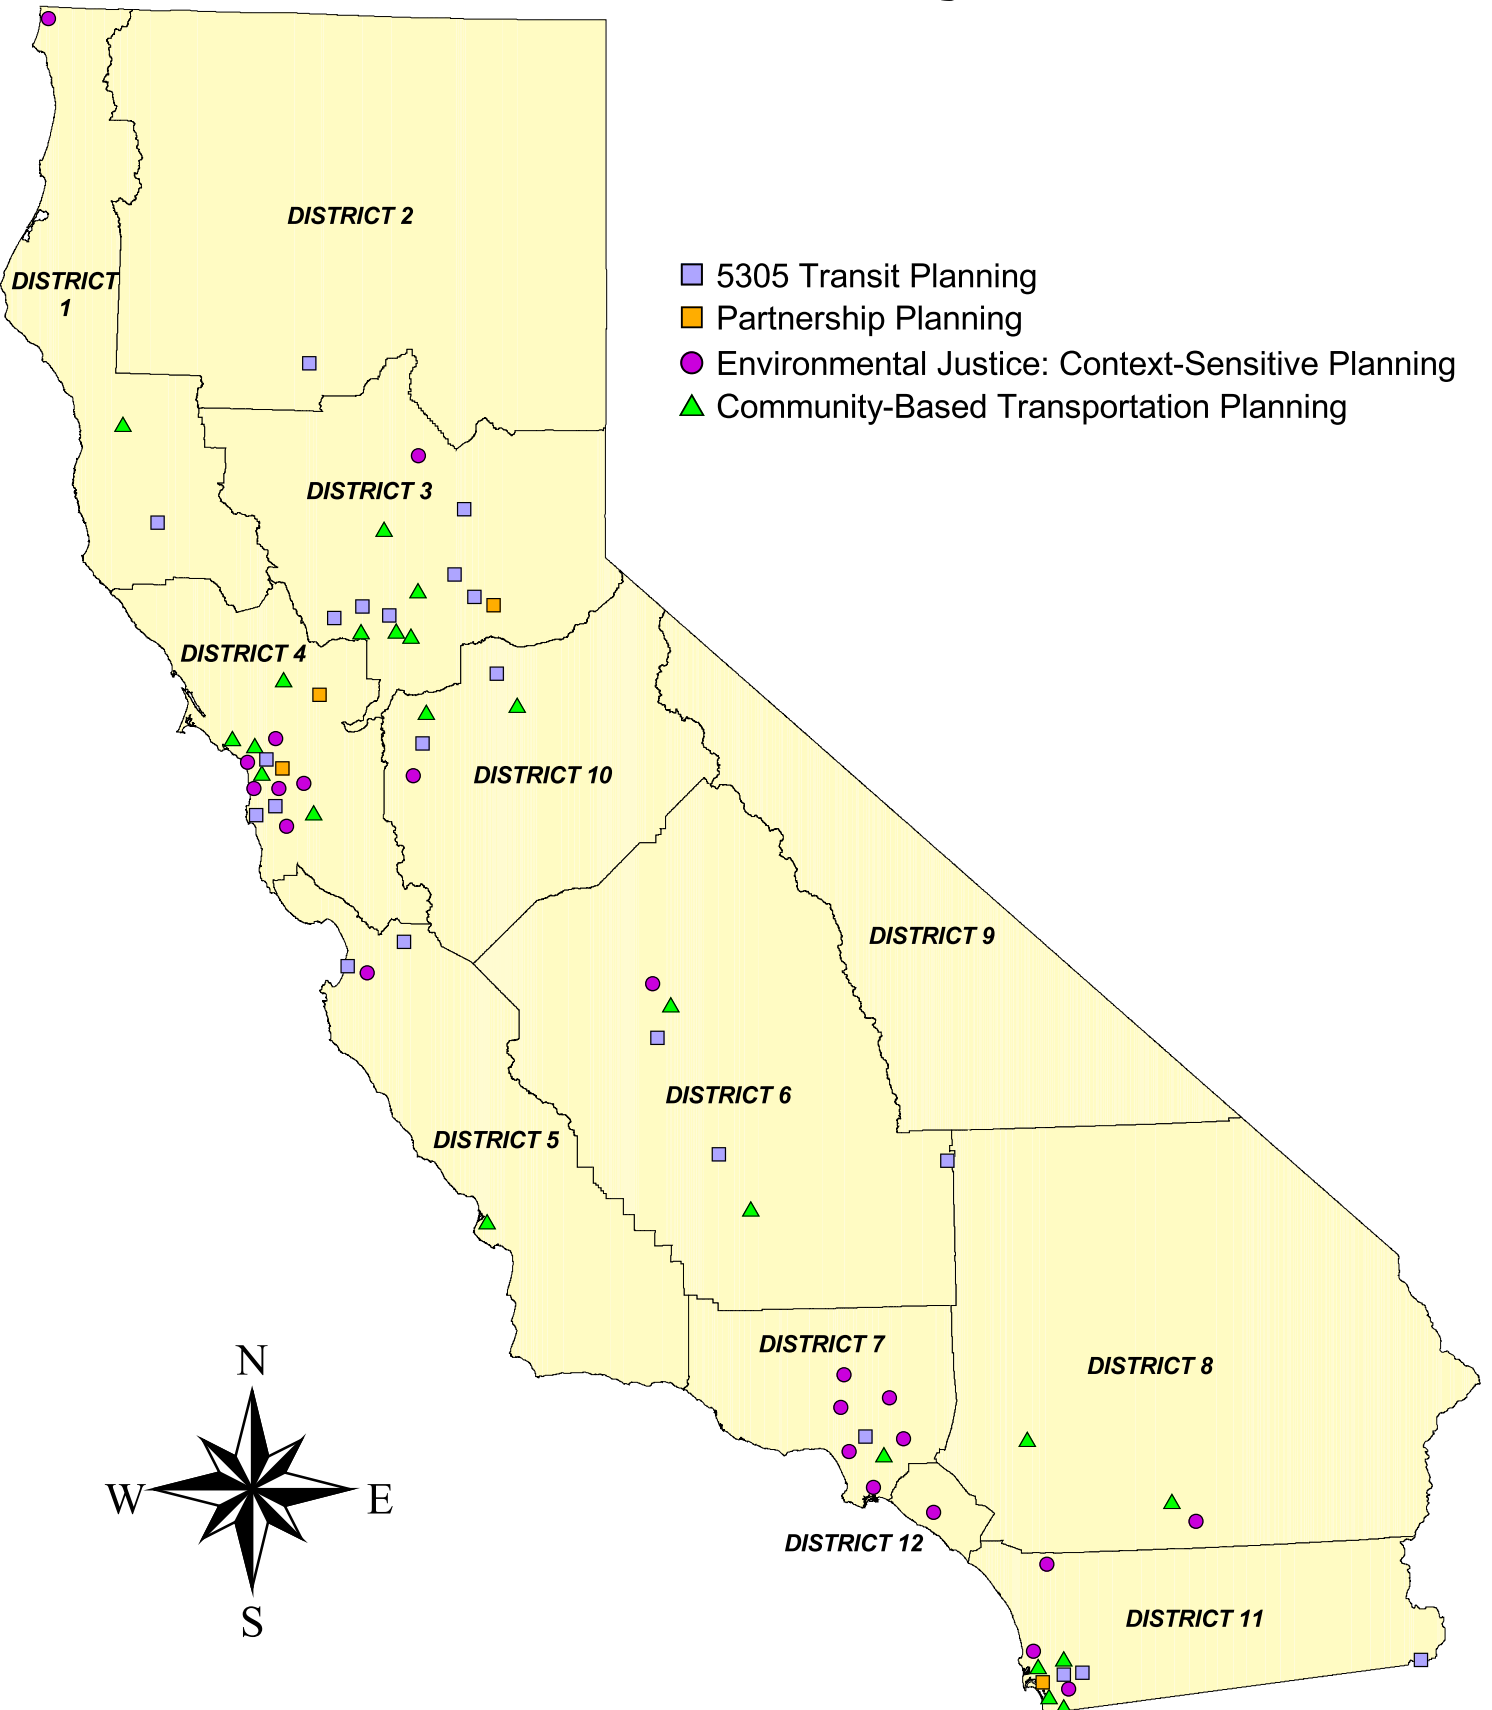 DISTRICT 2
DISTRICT
1
5305 Transit Planning
Partnership Planning
Environmental Justice: Context-Sensitive Planning
Community-Based Transportation Planning
DISTRICT 3
DISTRICT 4
DISTRICT 10
DISTRICT 9
DISTRICT 6
DISTRICT 5
DISTRICT 7
DISTRICT 8
DISTRICT 12
DISTRICT 11
N
W
E
S